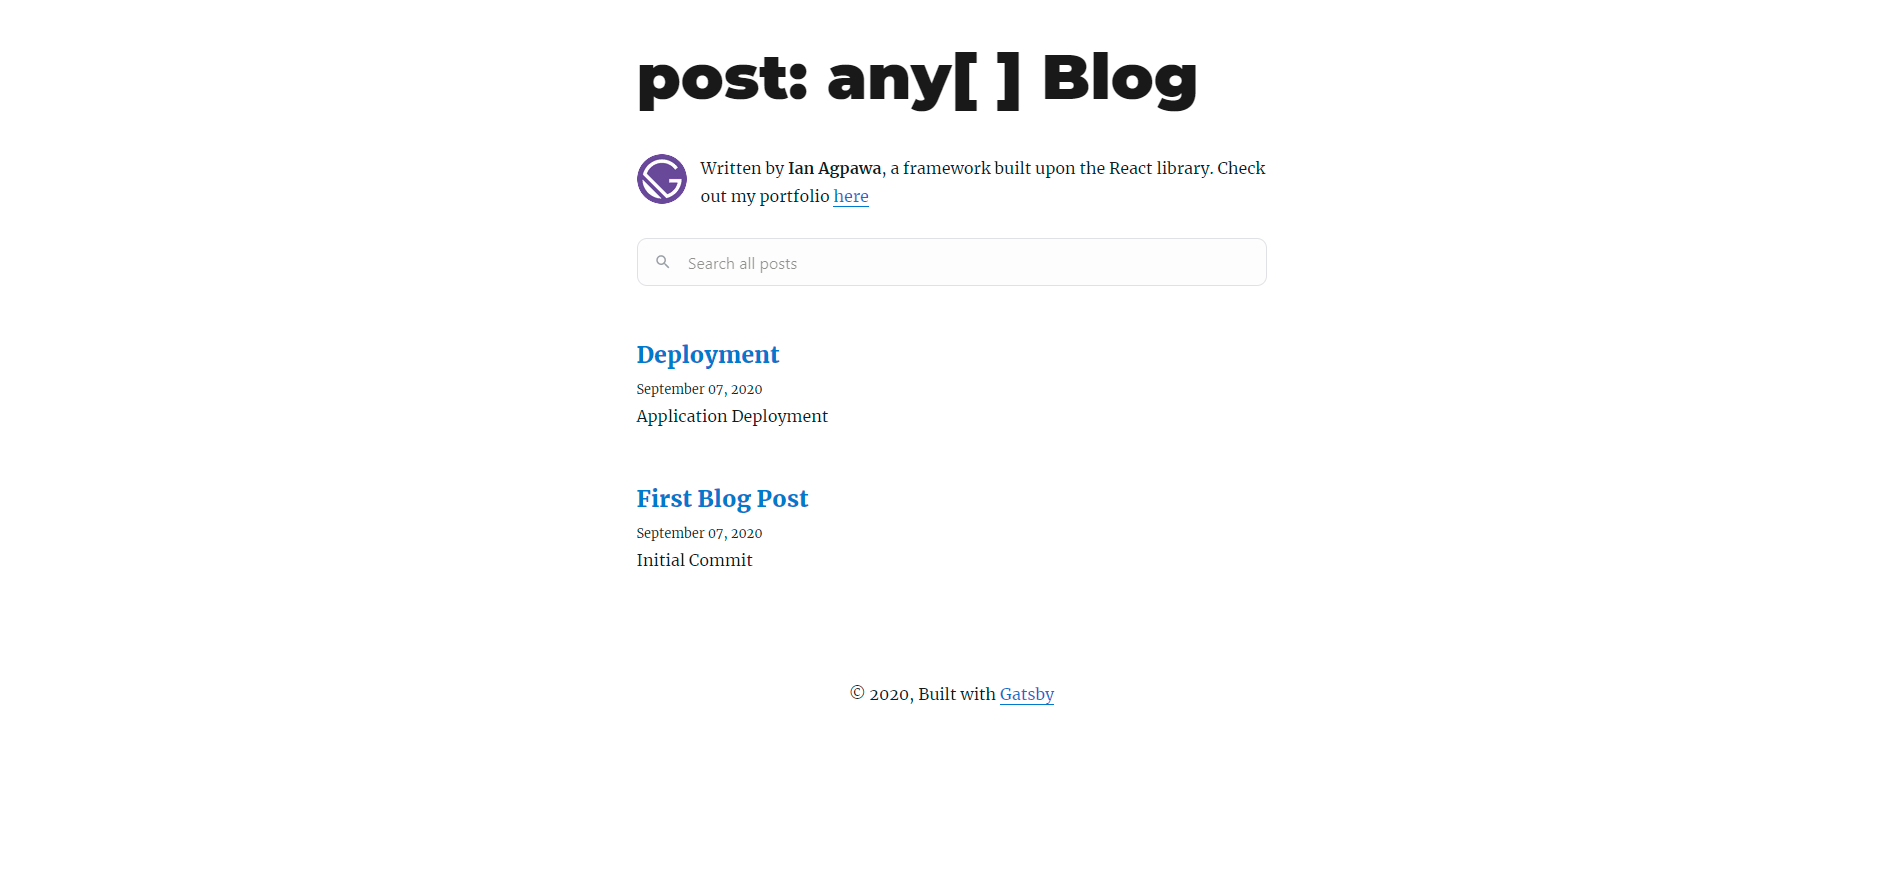 post: any[ ] Blog
Written by Ian Agpawa, a framework built upon the React library. Check
out my portfolio here
Search all posts
Deployment
September 07, 2020
Application Deployment
First Blog Post
September 07, 2020
Initial Commit
© 2020, Built with Gatsby